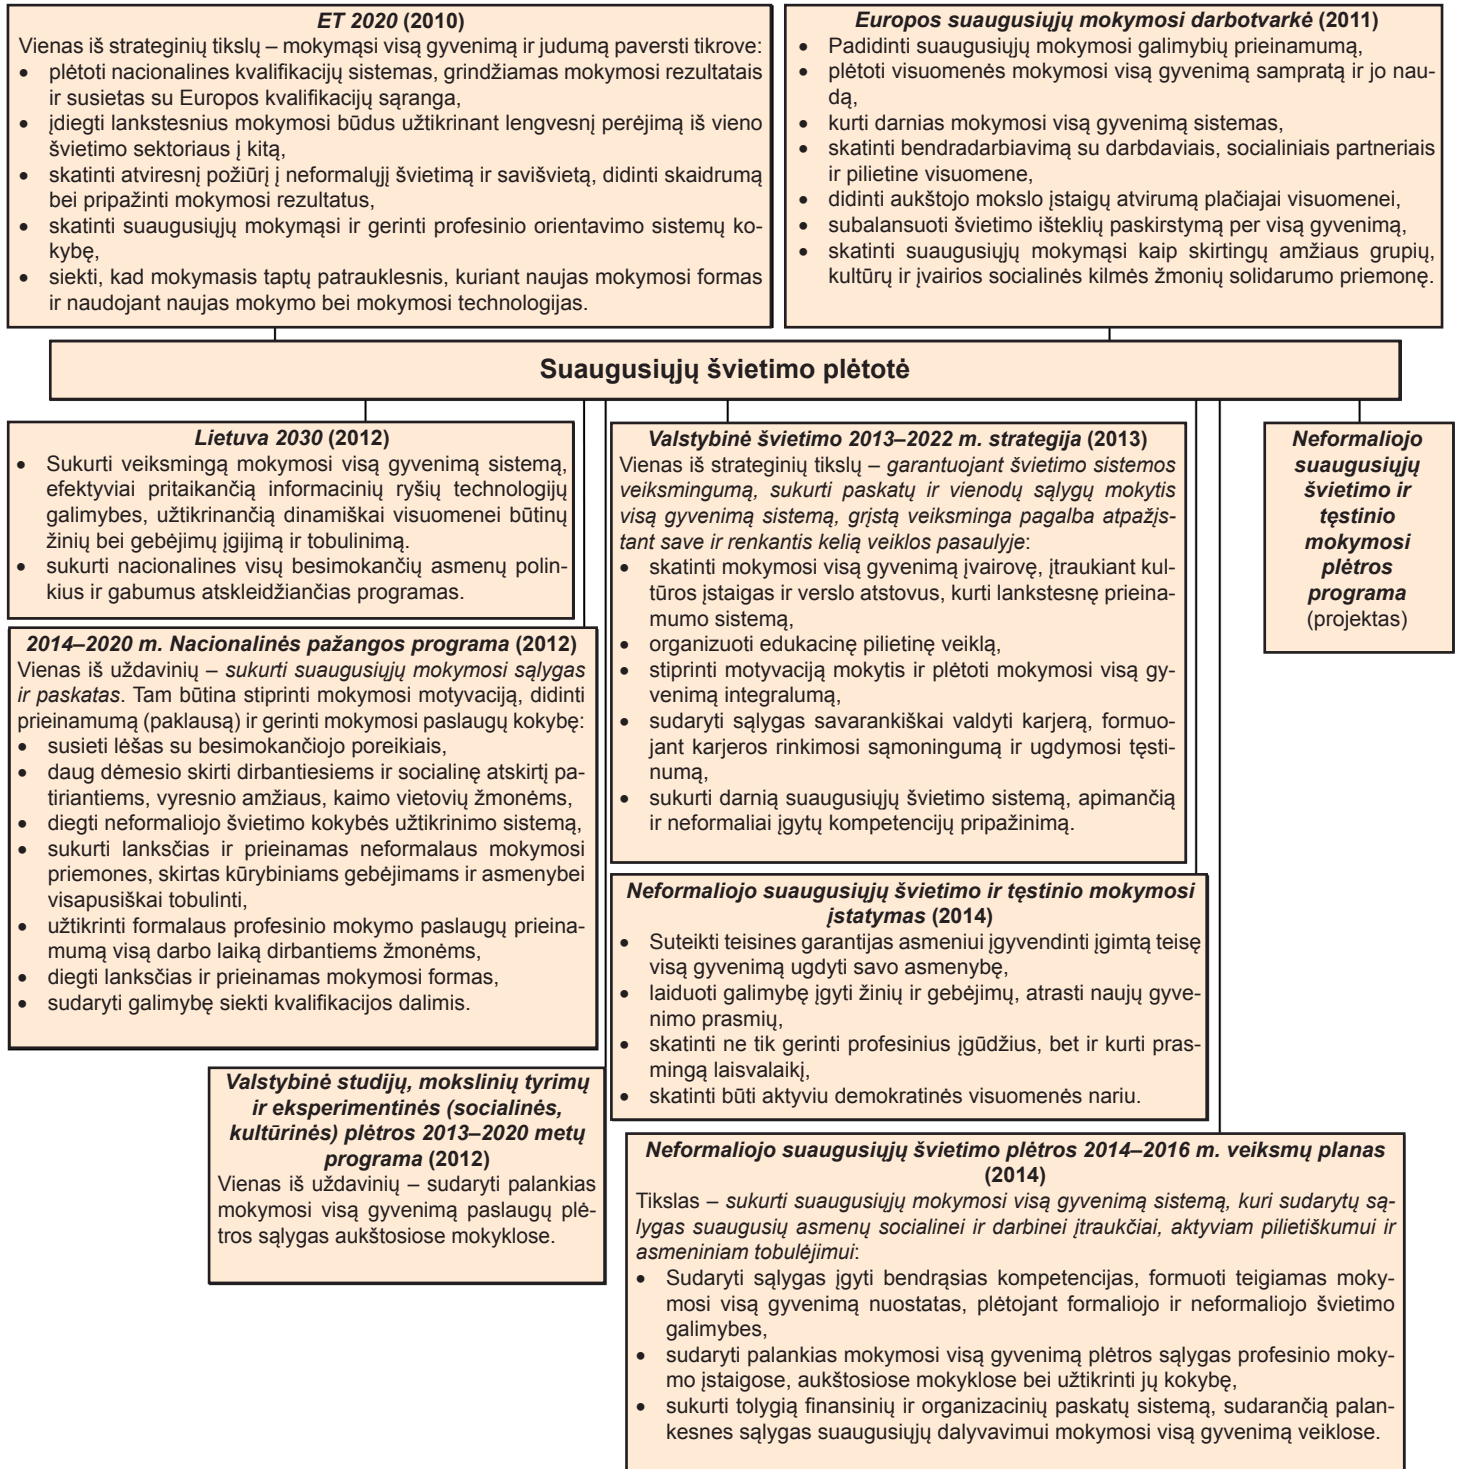 ET 2020 (2010)
Vienas iš strateginių tikslų – mokymąsi visą gyvenimą ir judumą paversti tikrove:
• plėtoti nacionalines kvalifikacijų sistemas, grindžiamas mokymosi rezultatais
ir susietas su Europos kvalifikacijų sąranga,
• įdiegti lankstesnius mokymosi būdus užtikrinant lengvesnį perėjimą iš vieno
švietimo sektoriaus į kitą,
• skatinti atviresnį požiūrį į neformalųjį švietimą ir savišvietą, didinti skaidrumą
bei pripažinti mokymosi rezultatus,
• skatinti suaugusiųjų mokymąsi ir gerinti profesinio orientavimo sistemų ko-
kybę,
• siekti, kad mokymasis taptų patrauklesnis, kuriant naujas mokymosi formas
ir naudojant naujas mokymo bei mokymosi technologijas.
Europos suaugusiųjų mokymosi darbotvarkė (2011)
• Padidinti suaugusiųjų mokymosi galimybių prieinamumą,
• plėtoti visuomenės mokymosi visą gyvenimą sampratą ir jo nau-
dą,
• kurti darnias mokymosi visą gyvenimą sistemas,
• skatinti bendradarbiavimą su darbdaviais, socialiniais partneriais
ir pilietine visuomene,
• didinti aukštojo mokslo įstaigų atvirumą plačiajai visuomenei,
• subalansuoti švietimo išteklių paskirstymą per visą gyvenimą,
• skatinti suaugusiųjų mokymąsi kaip skirtingų amžiaus grupių,
kultūrų ir įvairios socialinės kilmės žmonių solidarumo priemonę.
Suaugusiųjų švietimo plėtotė
Lietuva 2030 (2012)
• Sukurti veiksmingą mokymosi visą gyvenimą sistemą,
efektyviai pritaikančią informacinių ryšių technologijų
galimybes, užtikrinančią dinamiškai visuomenei būtinų
žinių bei gebėjimų įgijimą ir tobulinimą.
• sukurti nacionalines visų besimokančių asmenų polin-
kius ir gabumus atskleidžiančias programas.
2014–2020 m. Nacionalinės pažangos programa (2012)
Vienas iš uždavinių – sukurti suaugusiųjų mokymosi sąlygas
ir paskatas. Tam būtina stiprinti mokymosi motyvaciją, didinti
prieinamumą (paklausą) ir gerinti mokymosi paslaugų kokybę:
• susieti lėšas su besimokančiojo poreikiais,
• daug dėmesio skirti dirbantiesiems ir socialinę atskirtį pa-
tiriantiems, vyresnio amžiaus, kaimo vietovių žmonėms,
• diegti neformaliojo švietimo kokybės užtikrinimo sistemą,
• sukurti lanksčias ir prieinamas neformalaus mokymosi
priemones, skirtas kūrybiniams gebėjimams ir asmenybei
visapusiškai tobulinti,
• užtikrinti formalaus profesinio mokymo paslaugų prieina-
mumą visą darbo laiką dirbantiems žmonėms,
• diegti lanksčias ir prieinamas mokymosi formas,
• sudaryti galimybę siekti kvalifikacijos dalimis.
Valstybinė studijų, mokslinių tyrimų
ir eksperimentinės (socialinės,
kultūrinės) plėtros 2013–2020 metų
programa (2012)
Vienas iš uždavinių – sudaryti palankias
mokymosi visą gyvenimą paslaugų plė-
tros sąlygas aukštosiose mokyklose.
Valstybinė švietimo 2013–2022 m. strategija (2013)
Vienas iš strateginių tikslų – garantuojant švietimo sistemos
veiksmingumą, sukurti paskatų ir vienodų sąlygų mokytis
visą gyvenimą sistemą, grįstą veiksminga pagalba atpažįs-
tant save ir renkantis kelią veiklos pasaulyje:
• skatinti mokymosi visą gyvenimą įvairovę, įtraukiant kul-
tūros įstaigas ir verslo atstovus, kurti lankstesnę prieina-
mumo sistemą,
• organizuoti edukacinę pilietinę veiklą,
• stiprinti motyvaciją mokytis ir plėtoti mokymosi visą gy-
venimą integralumą,
• sudaryti sąlygas savarankiškai valdyti karjerą, formuo-
jant karjeros rinkimosi sąmoningumą ir ugdymosi tęsti-
numą,
• sukurti darnią suaugusiųjų švietimo sistemą, apimančią
ir neformaliai įgytų kompetencijų pripažinimą.
Neformaliojo suaugusiųjų švietimo ir tęstinio mokymosi
įstatymas (2014)
• Suteikti teisines garantijas asmeniui įgyvendinti įgimtą teisę
visą gyvenimą ugdyti savo asmenybę,
• laiduoti galimybę įgyti žinių ir gebėjimų, atrasti naujų gyve-
nimo prasmių,
• skatinti ne tik gerinti profesinius įgūdžius, bet ir kurti pras-
mingą laisvalaikį,
• skatinti būti aktyviu demokratinės visuomenės nariu.
Neformaliojo suaugusiųjų švietimo plėtros 2014–2016 m. veiksmų planas
(2014)
Tikslas – sukurti suaugusiųjų mokymosi visą gyvenimą sistemą, kuri sudarytų są-
lygas suaugusių asmenų socialinei ir darbinei įtraukčiai, aktyviam pilietiškumui ir
asmeniniam tobulėjimui:
• Sudaryti sąlygas įgyti bendrąsias kompetencijas, formuoti teigiamas moky-
mosi visą gyvenimą nuostatas, plėtojant formaliojo ir neformaliojo švietimo
galimybes,
• sudaryti palankias mokymosi visą gyvenimą plėtros sąlygas profesinio moky-
mo įstaigose, aukštosiose mokyklose bei užtikrinti jų kokybę,
• sukurti tolygią finansinių ir organizacinių paskatų sistemą, sudarančią palan-
kesnes sąlygas suaugusiųjų dalyvavimui mokymosi visą gyvenimą veiklose.
Neformaliojo
suaugusiųjų
švietimo ir
tęstinio
mokymosi
plėtros
programa
(projektas)